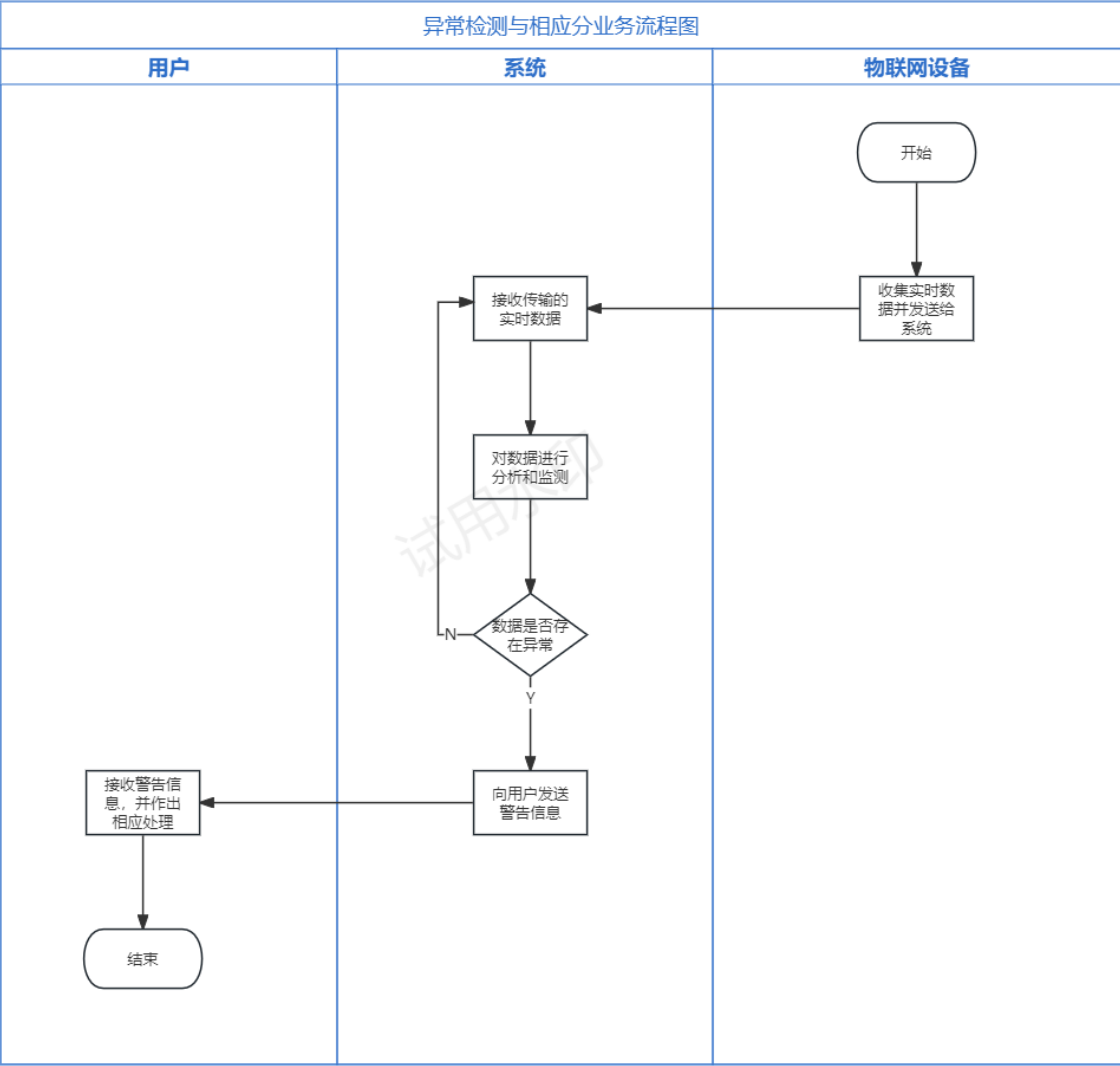 异常检测与相应分业务流程图
用户
系统
物联网设备
开始
收集实时数
据并发送给
系统
接收传输的
实时数据
对数据进行
分析和监测
试用水印
数据是否存
在异常
N
Y
向用户发送
警告信息
接收警告信
息，并作出
相应处理
结束